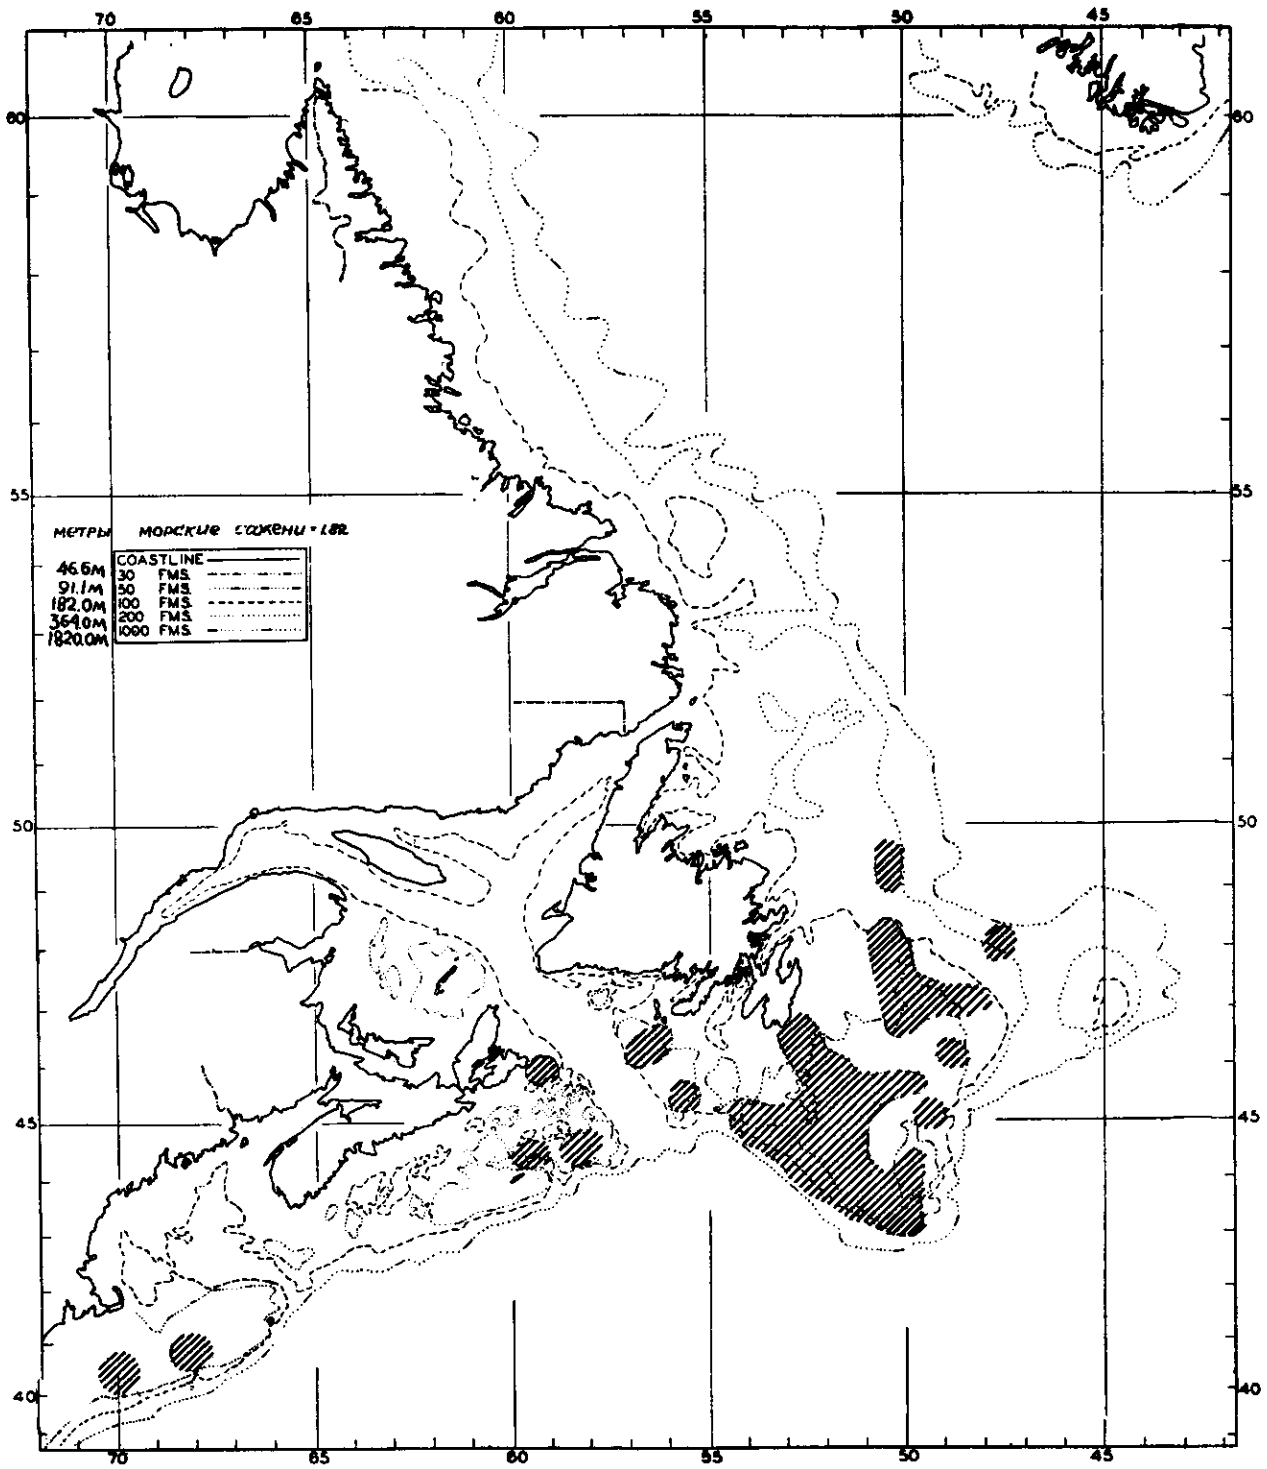 70 65 60 55 50 45
60 60
55 55
МЕТРЫ МОРСКИЕ САЖЕНИ=1.82
COASTLINE
46.6М 30 FMS.
91.1М 50 FMS.
182.0М 100 FMS.
364.0М 200 FMS.
1820.0М 1000 FMS.
50 50
45 45
40 40
70 65 60 55 50 45